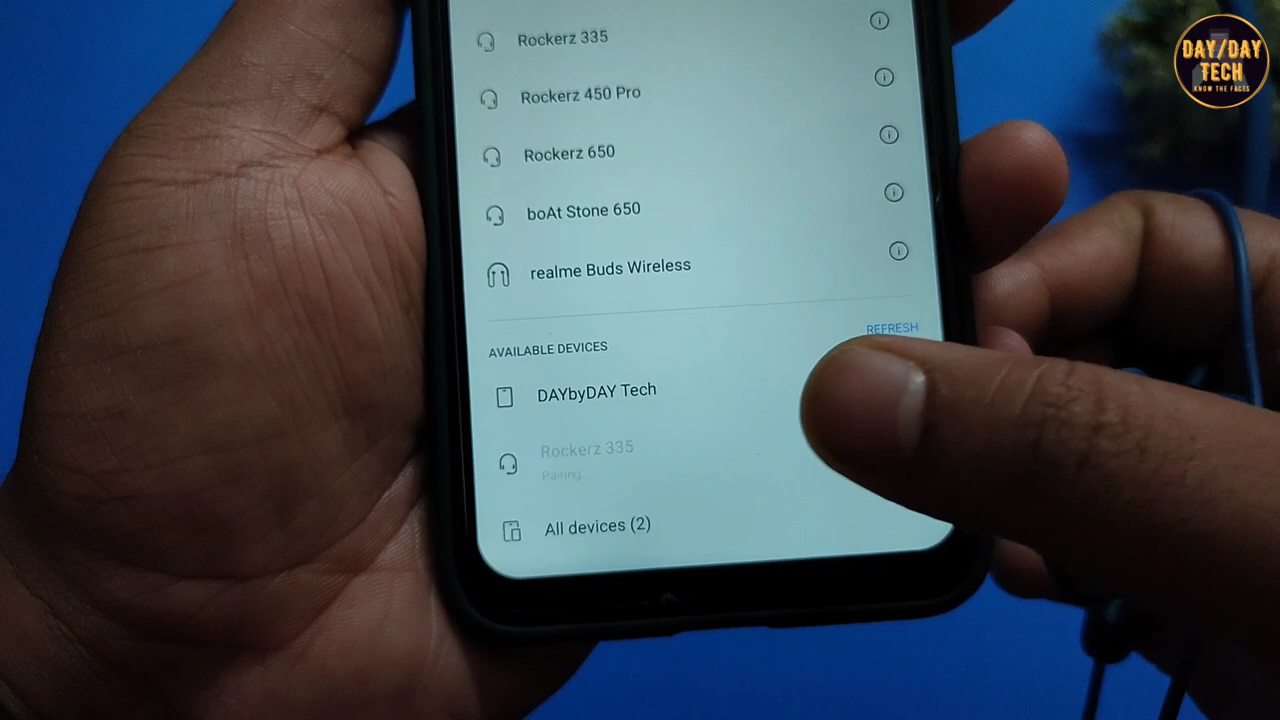 Rockerz 335
Rockerz 450 Pro
Rockerz 650
boAt Stone 650
realme Buds Wireless
REFRESH
AVAILABLE DEVICES
DAYbyDAY Tech
Rockerz 335
Pairing...
All devices (2)
DAY/DAY
TECH
KNOW THE FACTS